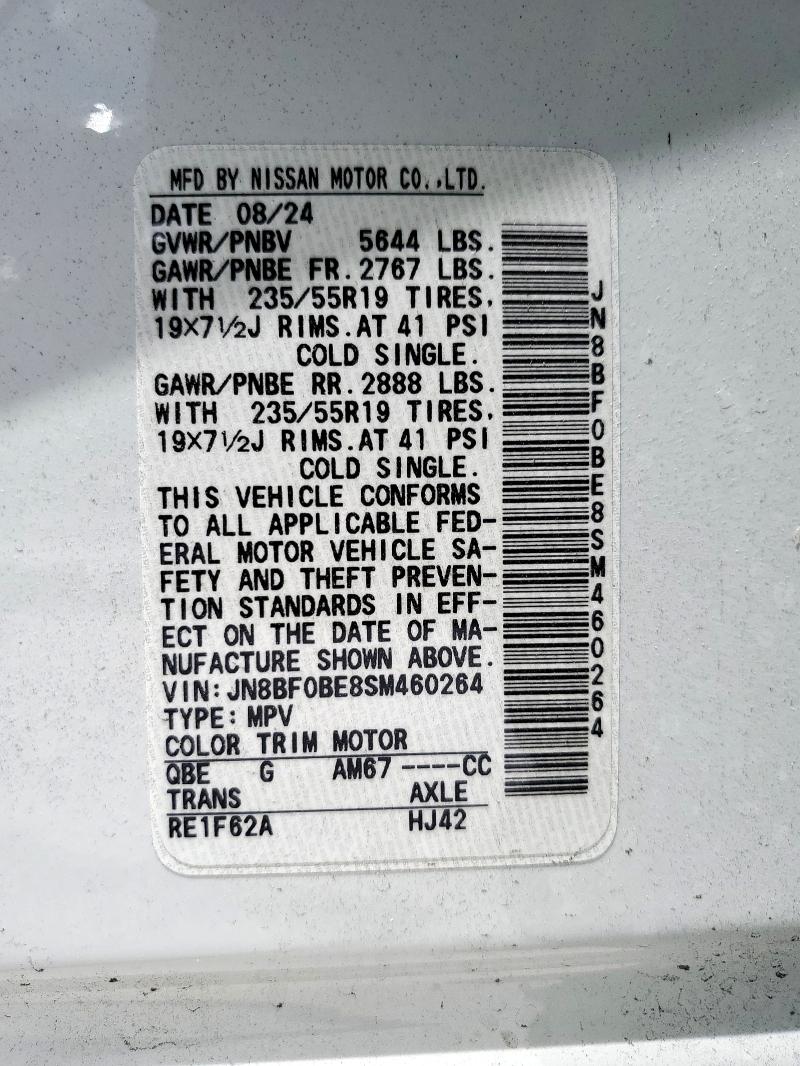 MFD BY NISSAN MOTOR CO.,LTD.
DATE 08/24
GVWR/PNBV 5644 LBS.
GAWR/PNBE FR. 2767 LBS.
WITH 235/55R19 TIRES,
19×7½J RIMS.AT 41 PSI
COLD SINGLE.
GAWR/PNBE RR. 2888 LBS.
WITH 235/55R19 TIRES,
19×7½J RIMS.AT 41 PSI
COLD SINGLE.
THIS VEHICLE CONFORMS
TO ALL APPLICABLE FED-
ERAL MOTOR VEHICLE SA-
FETY AND THEFT PREVEN-
TION STANDARDS IN EFF-
ECT ON THE DATE OF MA-
NUFACTURE SHOWN ABOVE.
VIN: JN8BF0BE8SM460264
TYPE: MPV
COLOR TRIM MOTOR
QBE G AM67 ----CC
TRANS AXLE
RE1F62A HJ42
JN8BF0BE8SM460264